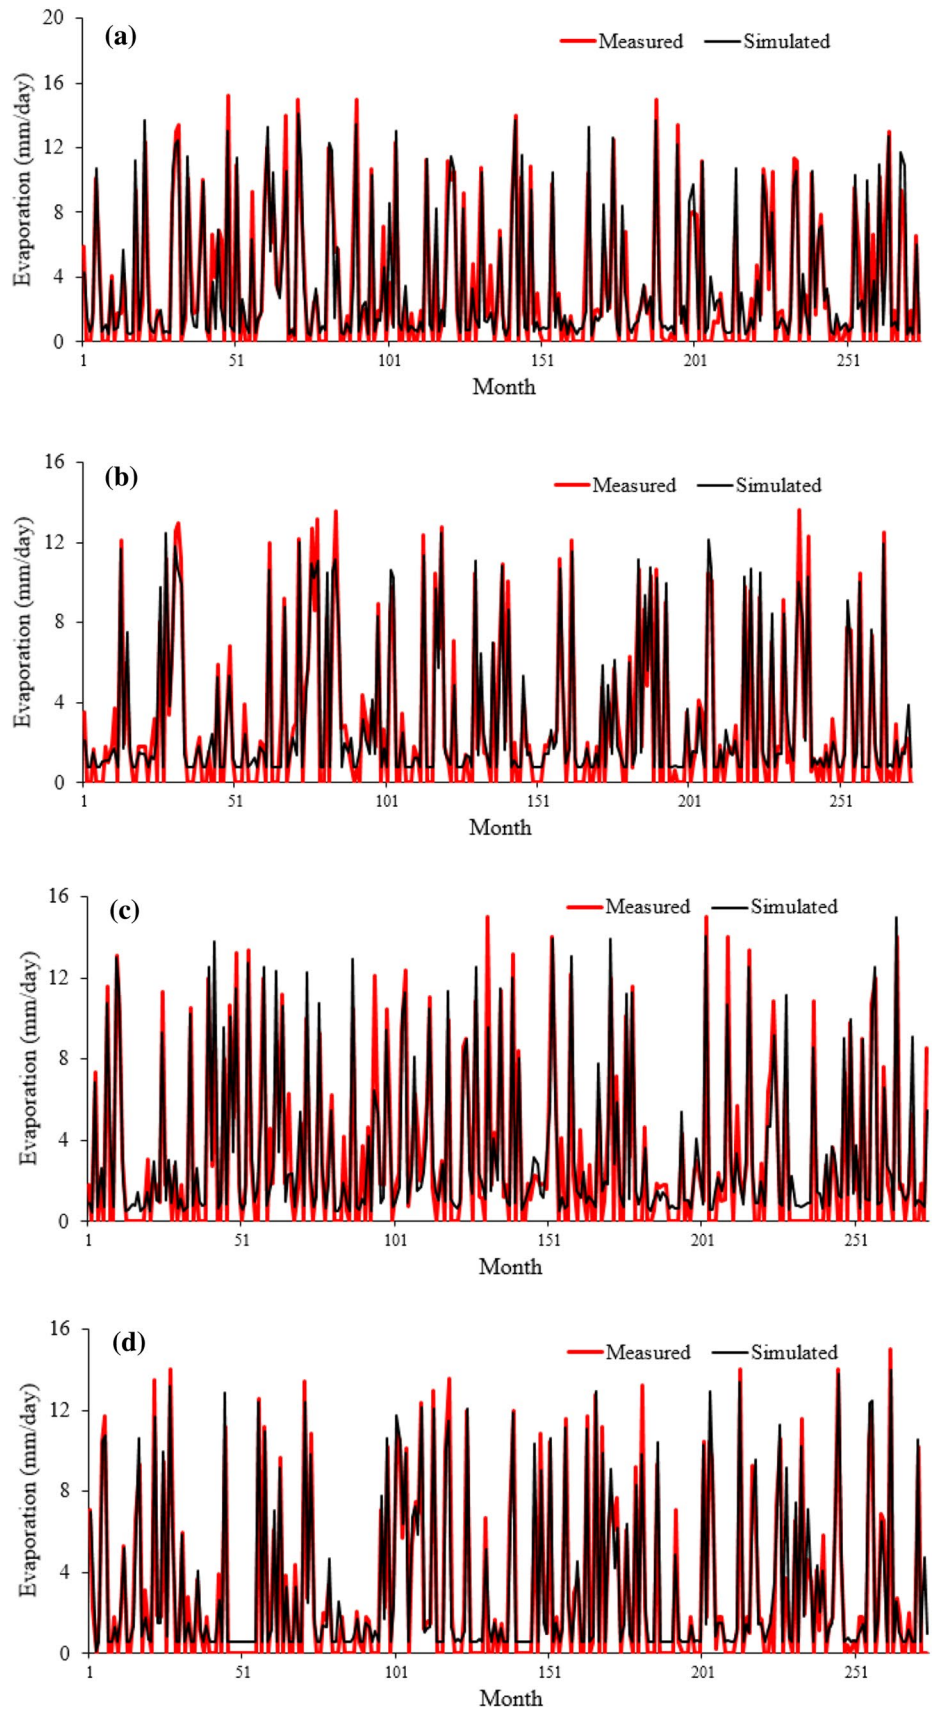 (a)
Measured Simulated
Evaporation (mm/day)
20
16
12
8
4
0
1 51 101 151 201 251
Month
(b)
Measured Simulated
Evaporation (mm/day)
16
12
8
4
0
1 51 101 151 201 251
Month
(c)
Measured Simulated
Evaporation (mm/day)
16
12
8
4
0
1 51 101 151 201 251
Month
(d)
Measured Simulated
Evaporation (mm/day)
16
12
8
4
0
1 51 101 151 201 251
Month